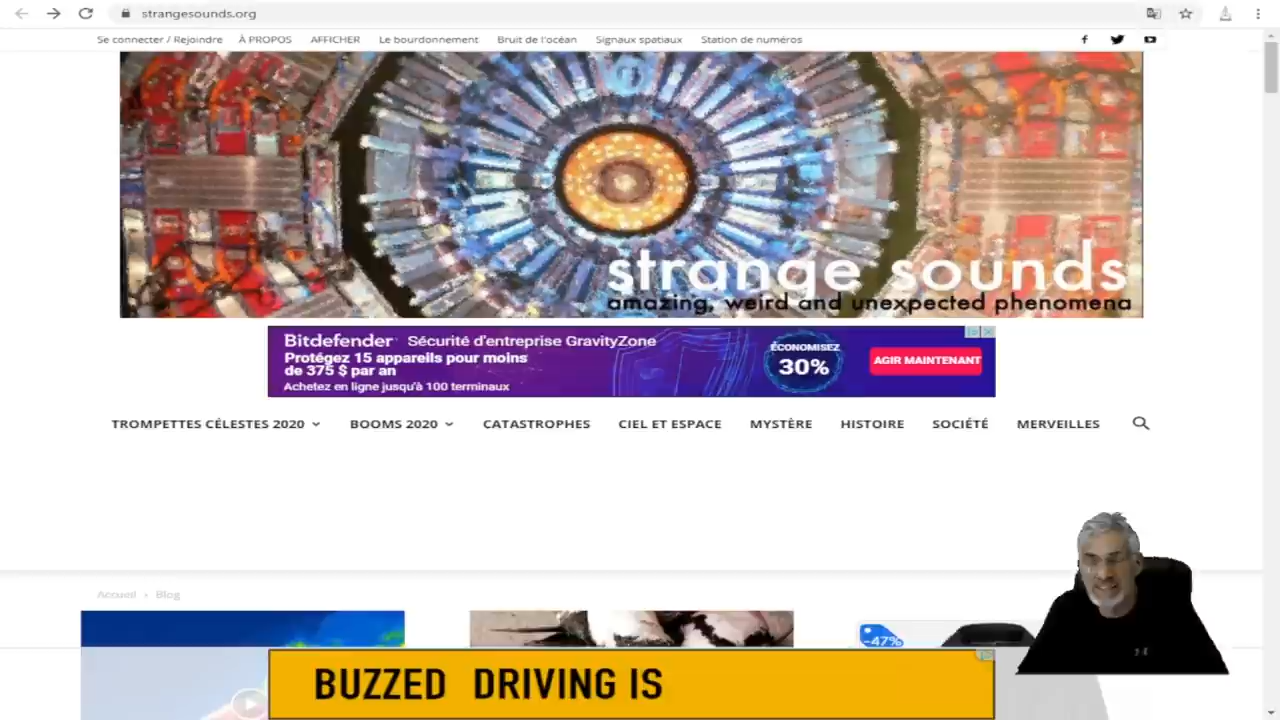 strangesounds.org
Se connecter / Rejoindre À PROPOS AFFICHER Le bourdonnement Bruit de l'océan Signaux spatiaux Station de numéros
strange sounds
amazing, weird and unexpected phenomena
Bitdefender Sécurité d'entreprise GravityZone
Protégez 15 appareils pour moins
de 375 $ par an
Achetez en ligne jusqu'à 100 terminaux
ÉCONOMISEZ
30%
AGIR MAINTENANT
TROMPETTES CÉLESTES 2020 BOOMS 2020 CATASTROPHES CIEL ET ESPACE MYSTÈRE HISTOIRE SOCIÉTÉ MERVEILLES
Accueil › Blog
-47%
BUZZED DRIVING IS